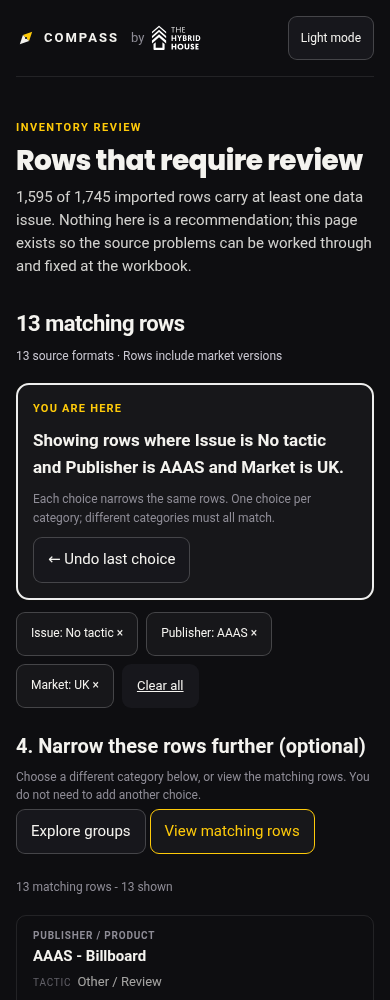 COMPASS by THE HYBRID HOUSE
Light mode
INVENTORY REVIEW
Rows that require review
1,595 of 1,745 imported rows carry at least one data
issue. Nothing here is a recommendation; this page
exists so the source problems can be worked through
and fixed at the workbook.
13 matching rows
13 source formats · Rows include market versions
YOU ARE HERE
Showing rows where Issue is No tactic
and Publisher is AAAS and Market is UK.
Each choice narrows the same rows. One choice per
category; different categories must all match.
← Undo last choice
Issue: No tactic ×
Publisher: AAAS ×
Market: UK ×
Clear all
4. Narrow these rows further (optional)
Choose a different category below, or view the matching rows. You
do not need to add another choice.
Explore groups
View matching rows
13 matching rows - 13 shown
PUBLISHER / PRODUCT
AAAS - Billboard
TACTIC Other / Review